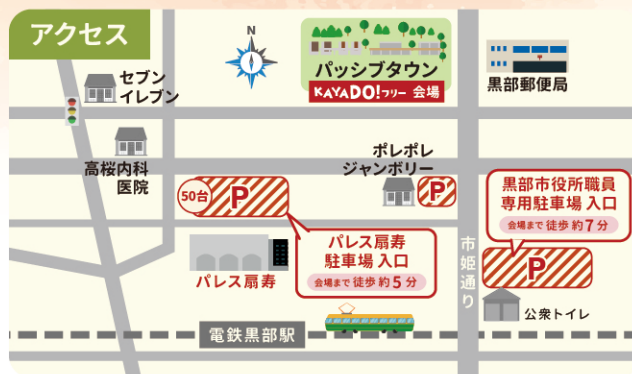 アクセス
N
セブン
イレブン
パッシブタウン
KAYADO!フリー 会場
黒部郵便局
高桜内科
医院
ポレポレ
ジャンボリー
50台
P
P
黒部市役所職員
専用駐車場 入口
会場まで 徒歩 約7分
パレス扇寿
駐車場 入口
会場まで 徒歩 約5分
パレス扇寿
市姫通り
P
公衆トイレ
電鉄黒部駅